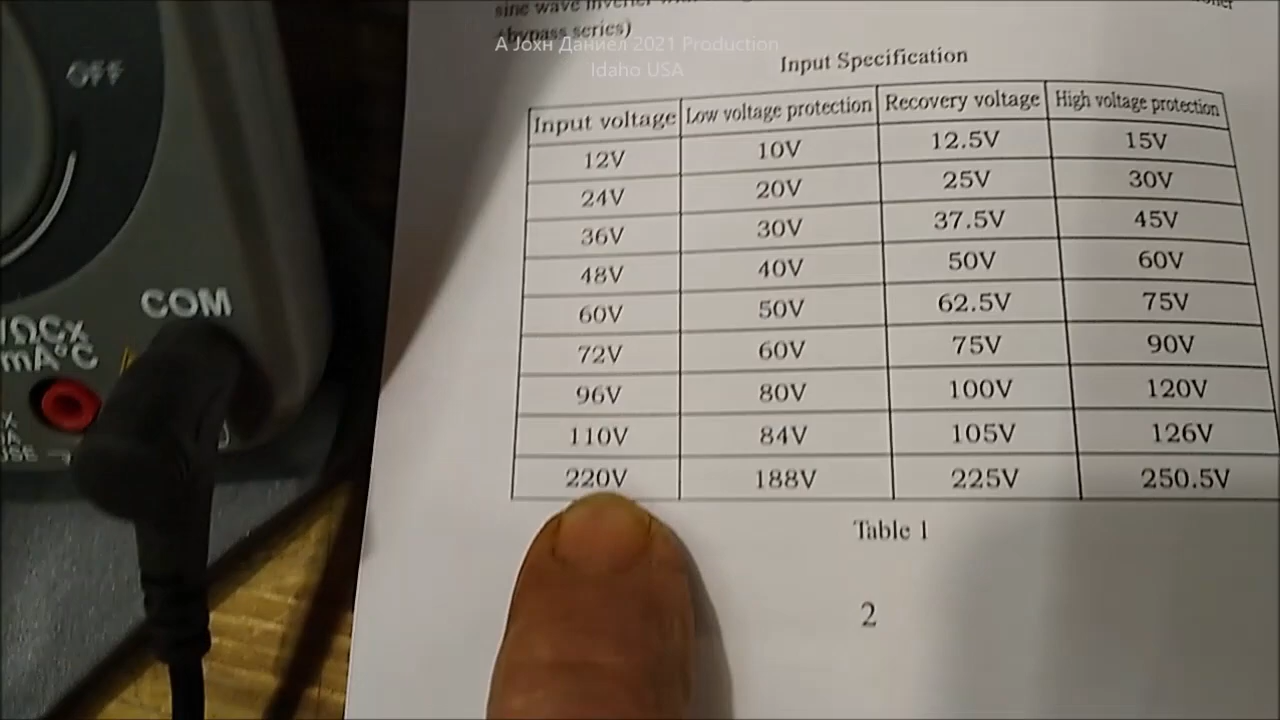 sine wave inverter
bypass series)
A Јохн Даниел 2021 Production
Idaho USA
Input Specification
Input voltage Low voltage protection Recovery voltage High voltage protection
12V 10V 12.5V 15V
24V 20V 25V 30V
36V 30V 37.5V 45V
48V 40V 50V 60V
60V 50V 62.5V 75V
72V 60V 75V 90V
96V 80V 100V 120V
110V 84V 105V 126V
220V 188V 225V 250.5V
Table 1
2
OFF
COM
mA°C